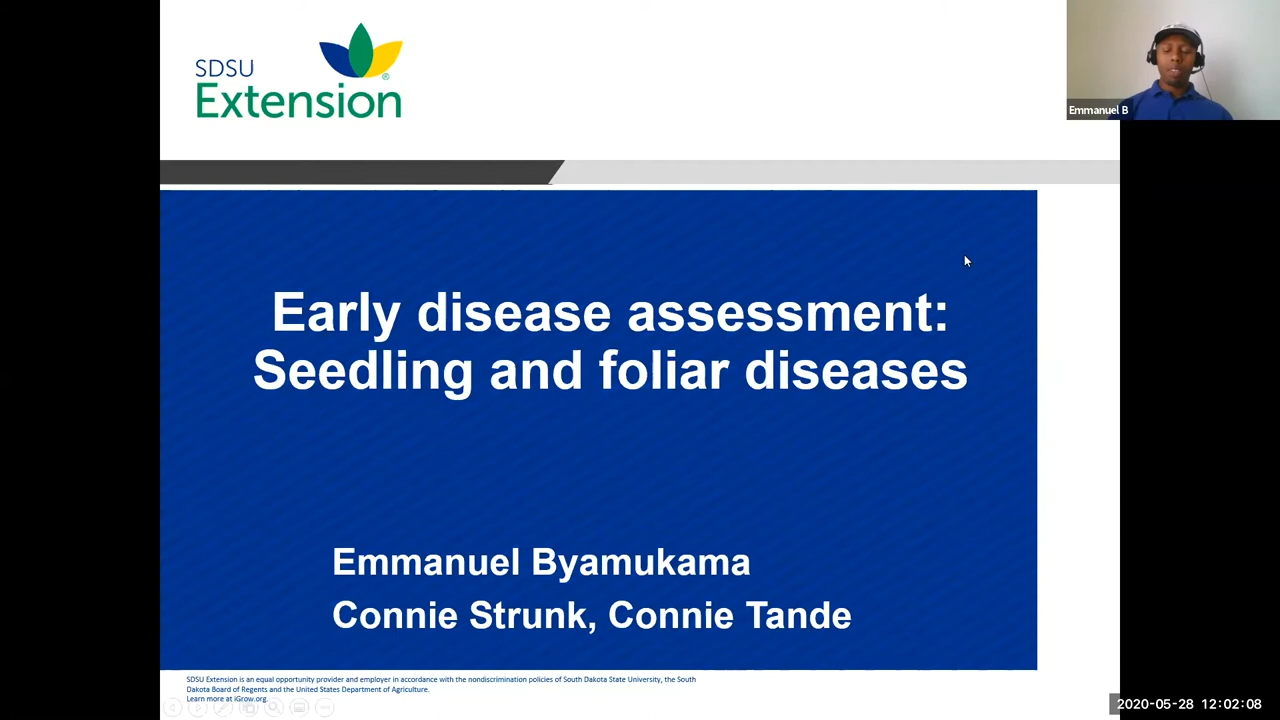 SDSU
Extension
®
Emmanuel B
Early disease assessment:
Seedling and foliar diseases
Emmanuel Byamukama
Connie Strunk, Connie Tande
SDSU Extension is an equal opportunity provider and employer in accordance with the nondiscrimination policies of South Dakota State University, the South
Dakota Board of Regents and the United States Department of Agriculture.
Learn more at iGrow.org.
2020-05-28 12:02:08